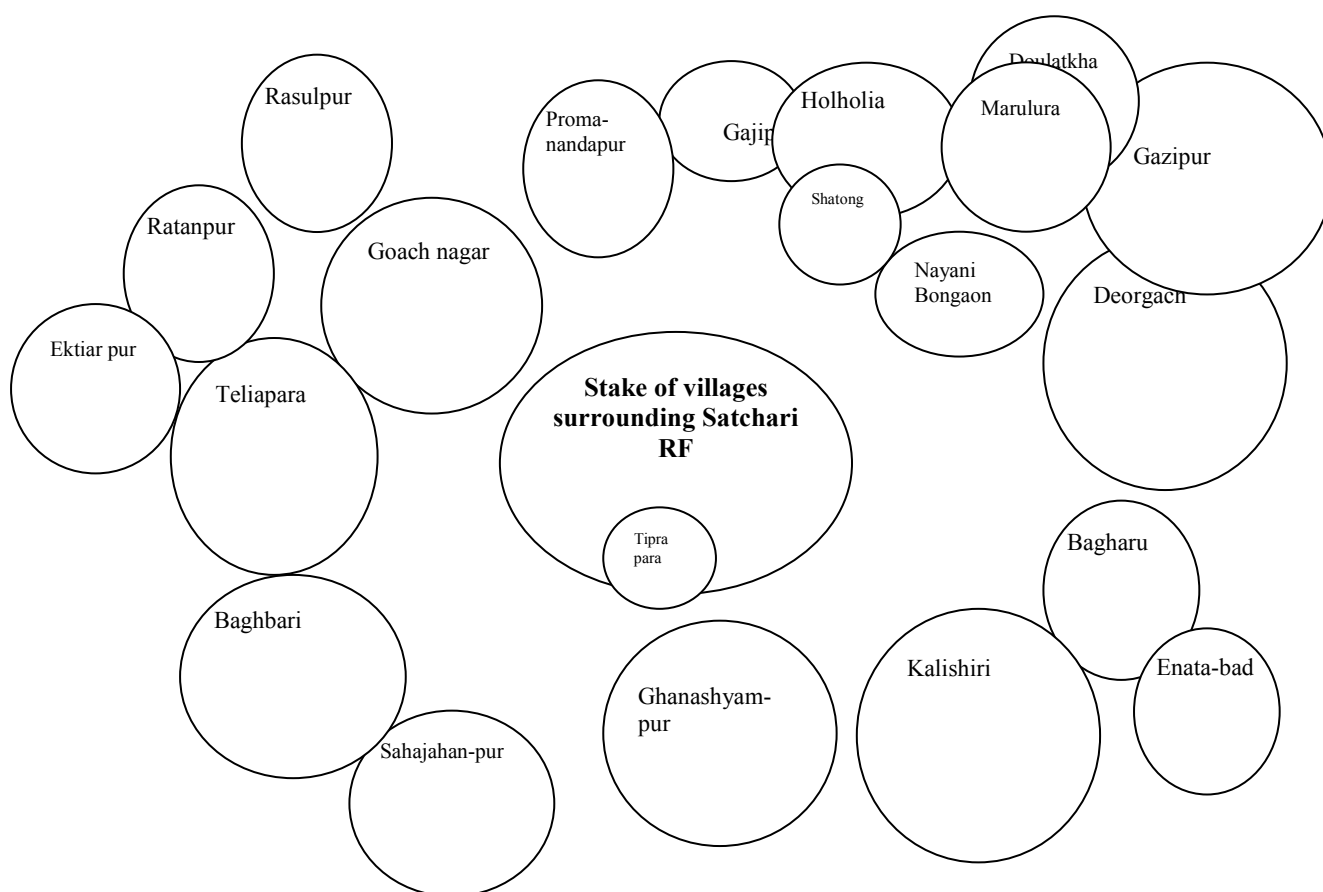 Doulatkha
Rasulpur
Holholia
Marulura
Proma-
nandapur
Gajip
Gazipur
Shatong
Ratanpur
Goach nagar
Nayani
Bongaon
Deorgach
Ektiar pur
Teliapara
Stake of villages
surrounding Satchari
RF
Tipra
para
Bagharu
Baghbari
Kalishiri
Enata-bad
Ghanashyam-
pur
Sahajahan-pur